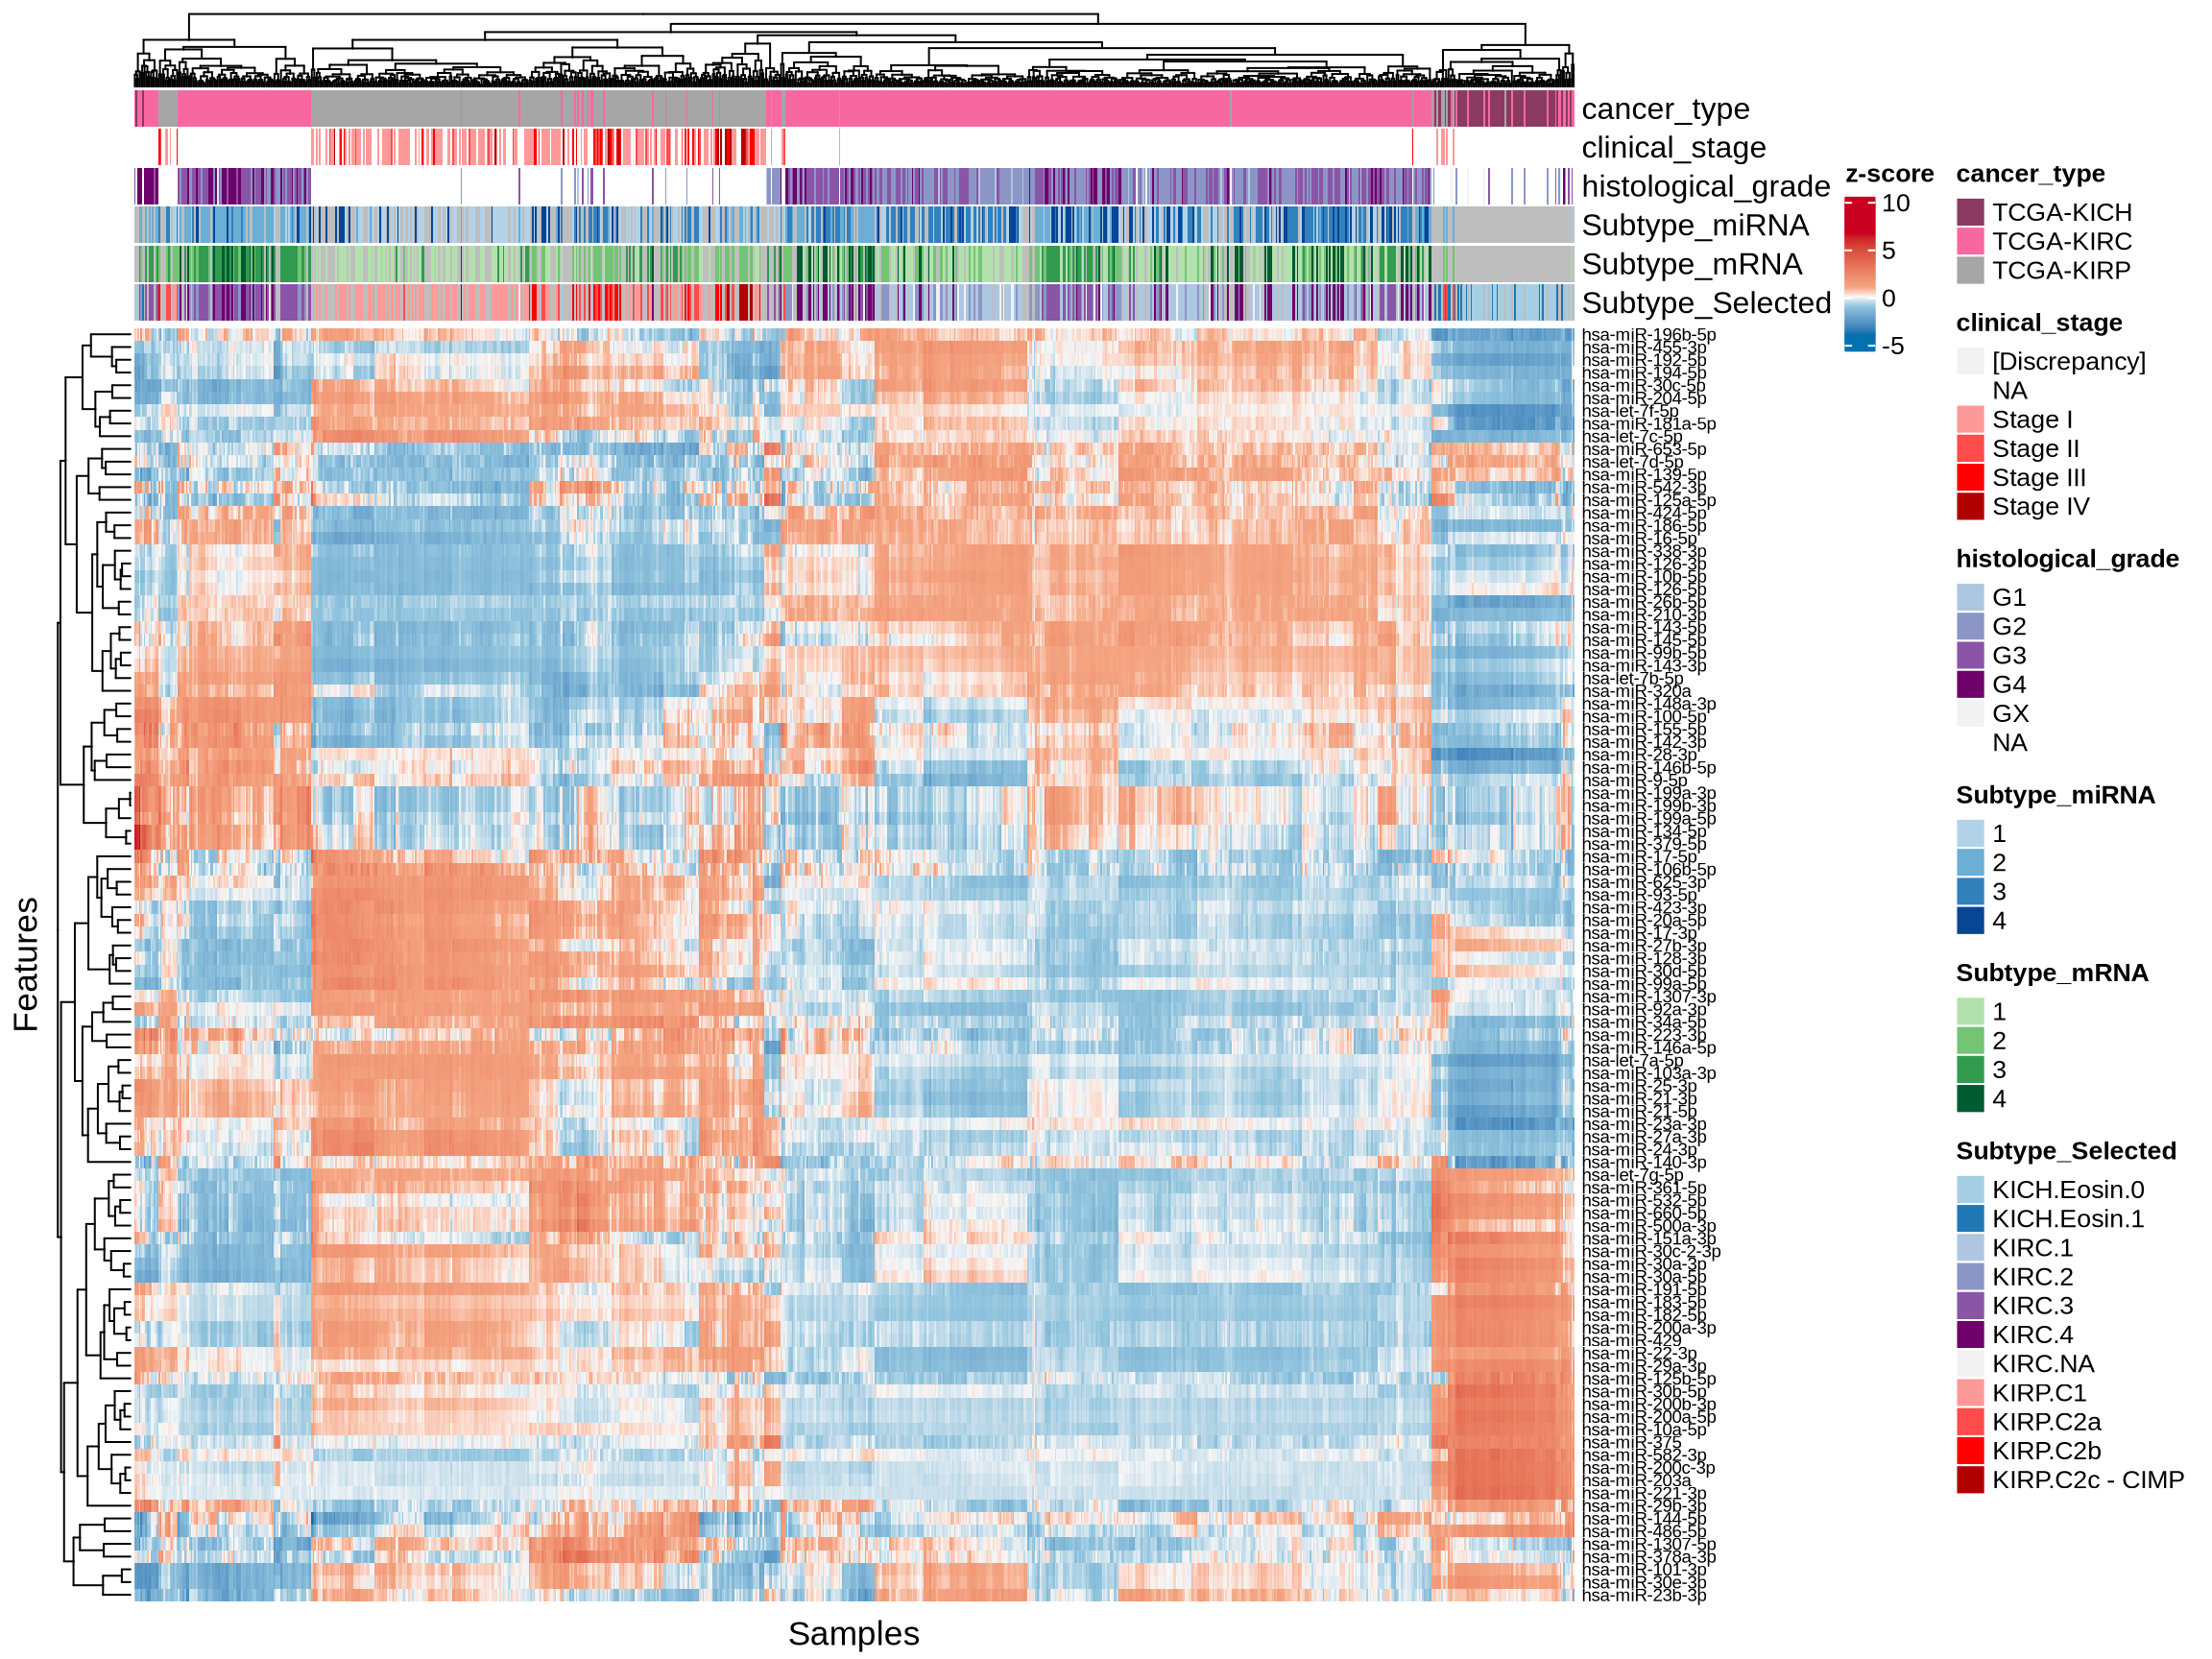 cancer_type
clinical_stage
histological_grade
Subtype_miRNA
Subtype_mRNA
Subtype_Selected
hsa-miR-196b-5p
hsa-miR-455-3p
hsa-miR-192-5p
hsa-miR-194-5p
hsa-miR-30c-5p
hsa-miR-204-5p
hsa-let-7f-5p
hsa-miR-181a-5p
hsa-let-7c-5p
hsa-miR-653-5p
hsa-let-7d-5p
hsa-miR-139-5p
hsa-miR-542-3p
hsa-miR-125a-5p
hsa-miR-424-5p
hsa-miR-186-5p
hsa-miR-16-5p
hsa-miR-338-3p
hsa-miR-126-3p
hsa-miR-10b-5p
hsa-miR-126-5p
hsa-miR-26b-5p
hsa-miR-210-3p
hsa-miR-143-5p
hsa-miR-145-5p
hsa-miR-99b-5p
hsa-miR-143-3p
hsa-let-7b-5p
hsa-miR-320a
hsa-miR-148a-3p
hsa-miR-100-5p
hsa-miR-155-5p
hsa-miR-142-3p
hsa-miR-28-3p
hsa-miR-146b-5p
hsa-miR-9-5p
hsa-miR-199a-3p
hsa-miR-199b-3p
hsa-miR-199a-5p
hsa-miR-134-5p
hsa-miR-379-5p
hsa-miR-17-5p
hsa-miR-106b-5p
hsa-miR-625-3p
hsa-miR-93-5p
hsa-miR-423-3p
hsa-miR-20a-5p
hsa-miR-17-3p
hsa-miR-27b-3p
hsa-miR-128-3p
hsa-miR-30d-5p
hsa-miR-99a-5p
hsa-miR-1307-3p
hsa-miR-92a-3p
hsa-miR-34a-5p
hsa-miR-223-3p
hsa-miR-146a-5p
hsa-let-7a-5p
hsa-miR-103a-3p
hsa-miR-25-3p
hsa-miR-21-3p
hsa-miR-21-5p
hsa-miR-23a-3p
hsa-miR-27a-3p
hsa-miR-24-3p
hsa-miR-140-3p
hsa-let-7g-5p
hsa-miR-361-5p
hsa-miR-532-5p
hsa-miR-660-5p
hsa-miR-500a-3p
hsa-miR-151a-3p
hsa-miR-30c-2-3p
hsa-miR-30a-3p
hsa-miR-30a-5p
hsa-miR-191-5p
hsa-miR-183-5p
hsa-miR-182-5p
hsa-miR-200a-3p
hsa-miR-429
hsa-miR-22-3p
hsa-miR-29a-3p
hsa-miR-125b-5p
hsa-miR-30b-5p
hsa-miR-200b-3p
hsa-miR-200a-5p
hsa-miR-10a-5p
hsa-miR-375
hsa-miR-582-3p
hsa-miR-200c-3p
hsa-miR-203a
hsa-miR-221-3p
hsa-miR-29b-3p
hsa-miR-144-5p
hsa-miR-486-5p
hsa-miR-1307-5p
hsa-miR-378a-3p
hsa-miR-101-3p
hsa-miR-30e-3p
hsa-miR-23b-3p
Features
Samples
z-score
10
5
0
-5
cancer_type
TCGA-KICH
TCGA-KIRC
TCGA-KIRP
clinical_stage
[Discrepancy]
NA
Stage I
Stage II
Stage III
Stage IV
histological_grade
G1
G2
G3
G4
GX
NA
Subtype_miRNA
1
2
3
4
Subtype_mRNA
1
2
3
4
Subtype_Selected
KICH.Eosin.0
KICH.Eosin.1
KIRC.1
KIRC.2
KIRC.3
KIRC.4
KIRC.NA
KIRP.C1
KIRP.C2a
KIRP.C2b
KIRP.C2c - CIMP